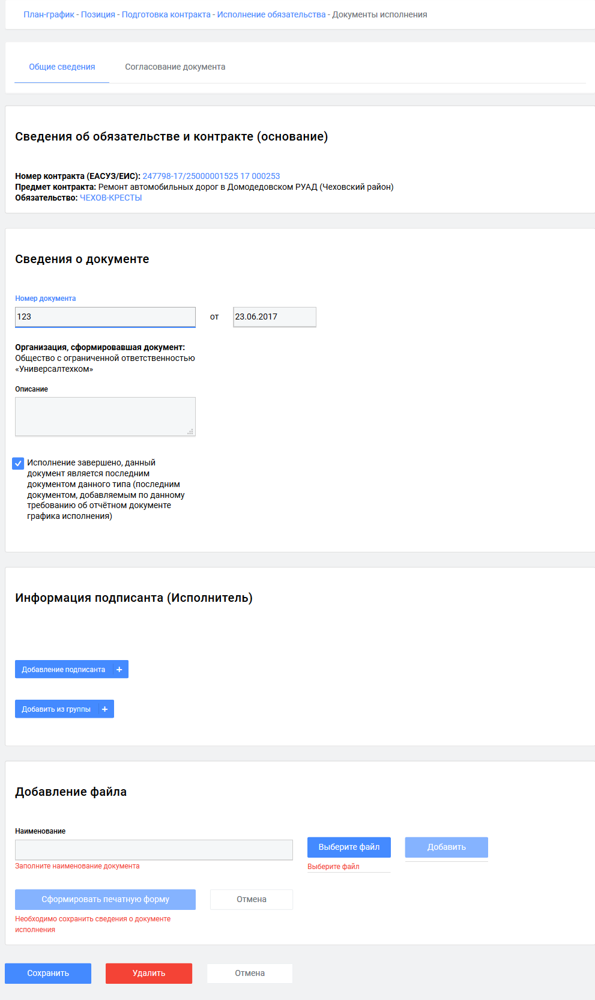 План-график - Позиция - Подготовка контракта - Исполнение обязательства - Документы исполнения
Общие сведения
Согласование документа
Сведения об обязательстве и контракте (основание)
Номер контракта (ЕАСУЗ/ЕИС): 247798-17/25000001525 17 000253
Предмет контракта: Ремонт автомобильных дорог в Домодедовском РУАД (Чеховский район)
Обязательство: ЧЕХОВ-КРЕСТЫ
Сведения о документе
Номер документа
123 от 23.06.2017
Организация, сформировавшая документ:
Общество с ограниченной ответственностью
«Универсалтехком»
Описание
Исполнение завершено, данный
документ является последним
документом данного типа (последним
документом, добавляемым по данному
требованию об отчётном документе
графика исполнения)
Информация подписанта (Исполнитель)
Добавление подписанта +
Добавить из группы +
Добавление файла
Наименование
Выберите файл
Добавить
Заполните наименование документа
Выберите файл
Сформировать печатную форму
Отмена
Необходимо сохранить сведения о документе
исполнения
Сохранить
Удалить
Отмена